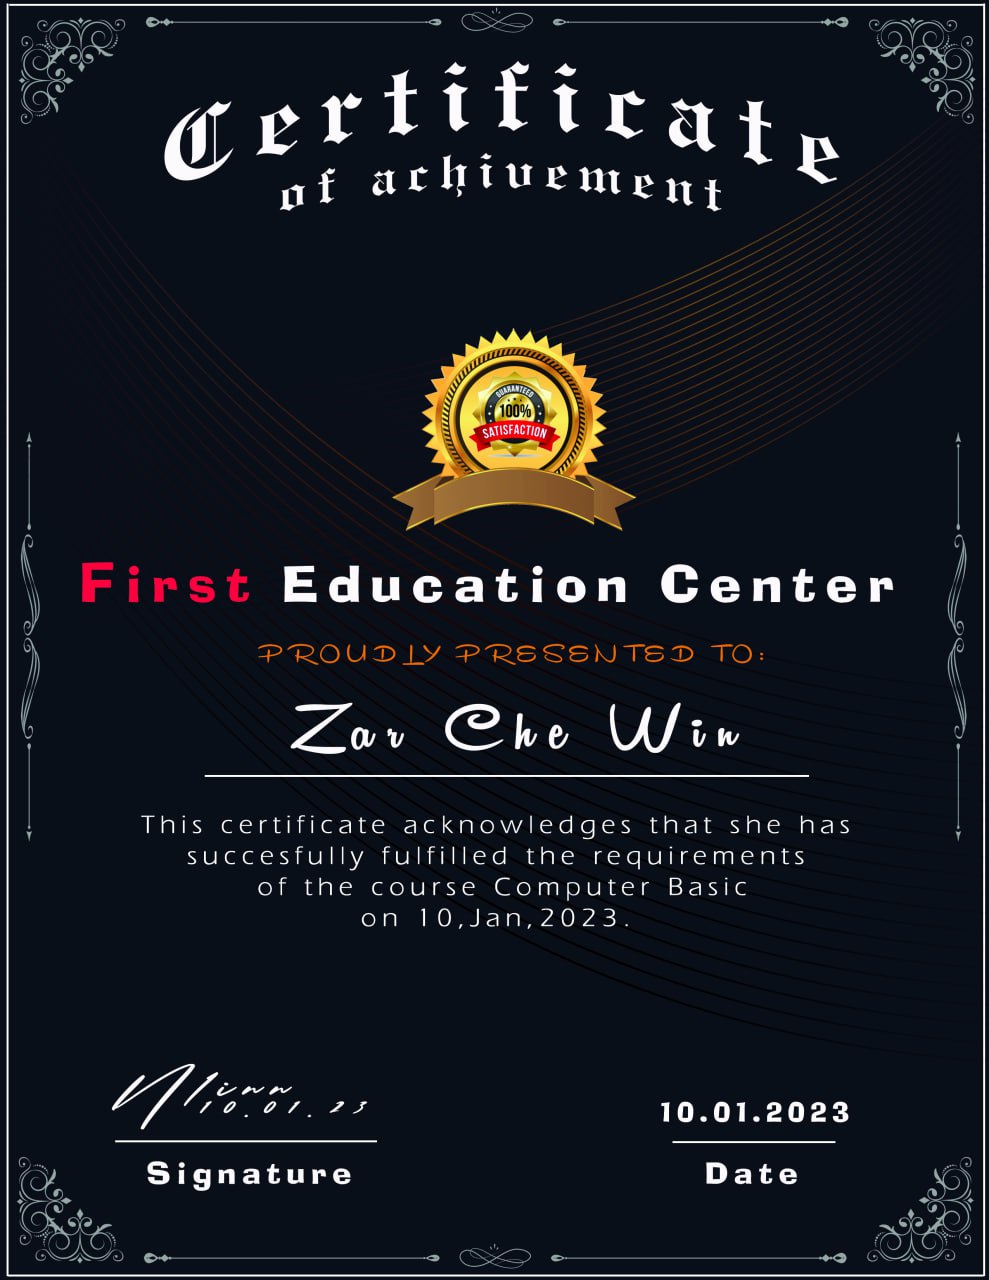 Certificate
of achivement
GUARANTEED
100%
SATISFACTION
First Education Center
PROUDLY PRESENTED TO:
Zar Che Win
This certificate acknowledges that she has
succesfully fulfilled the requirements
of the course Computer Basic
on 10,Jan,2023.
10.01.23
10.01.2023
Signature
Date